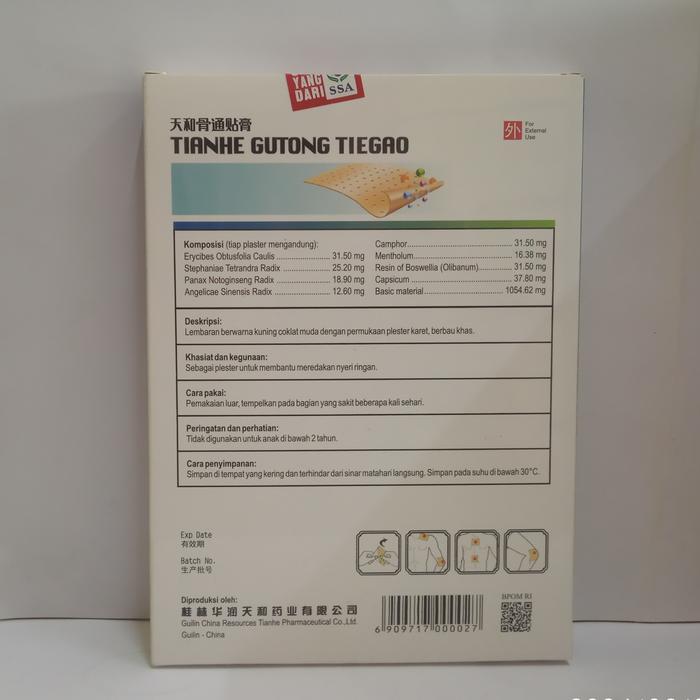 YANG
DARI SSA
天和骨通贴膏
TIANHE GUTONG TIEGAO
外 For
External
Use
Komposisi (tiap plaster mengandung):
Erycibes Obtusfolia Caulis .......................... 31.50 mg
Stephaniae Tetrandra Radix ....................... 25.20 mg
Panax Notoginseng Radix .......................... 18.90 mg
Angelicae Sinensis Radix ........................... 12.60 mg
Camphor................................................ 31.50 mg
Mentholum............................................. 16.38 mg
Resin of Boswellia (Olibanum)............... 31.50 mg
Capsicum ............................................... 37.80 mg
Basic material..................................... 1054.62 mg
Deskripsi:
Lembaran berwarna kuning coklat muda dengan permukaan plester karet, berbau khas.
Khasiat dan kegunaan:
Sebagai plester untuk membantu meredakan nyeri ringan.
Cara pakai:
Pemakaian luar, tempelkan pada bagian yang sakit beberapa kali sehari.
Peringatan dan perhatian:
Tidak digunakan untuk anak di bawah 2 tahun.
Cara penyimpanan:
Simpan di tempat yang kering dan terhindar dari sinar matahari langsung. Simpan pada suhu di bawah 30°C.
Exp Date
有效期
Batch No.
生产批号
Diproduksi oleh:
桂林华润天和药业有限公司
Guilin China Resources Tianhe Pharmaceutical Co.,Ltd.
Guilin - China
6 909717 000027
BPOM RI